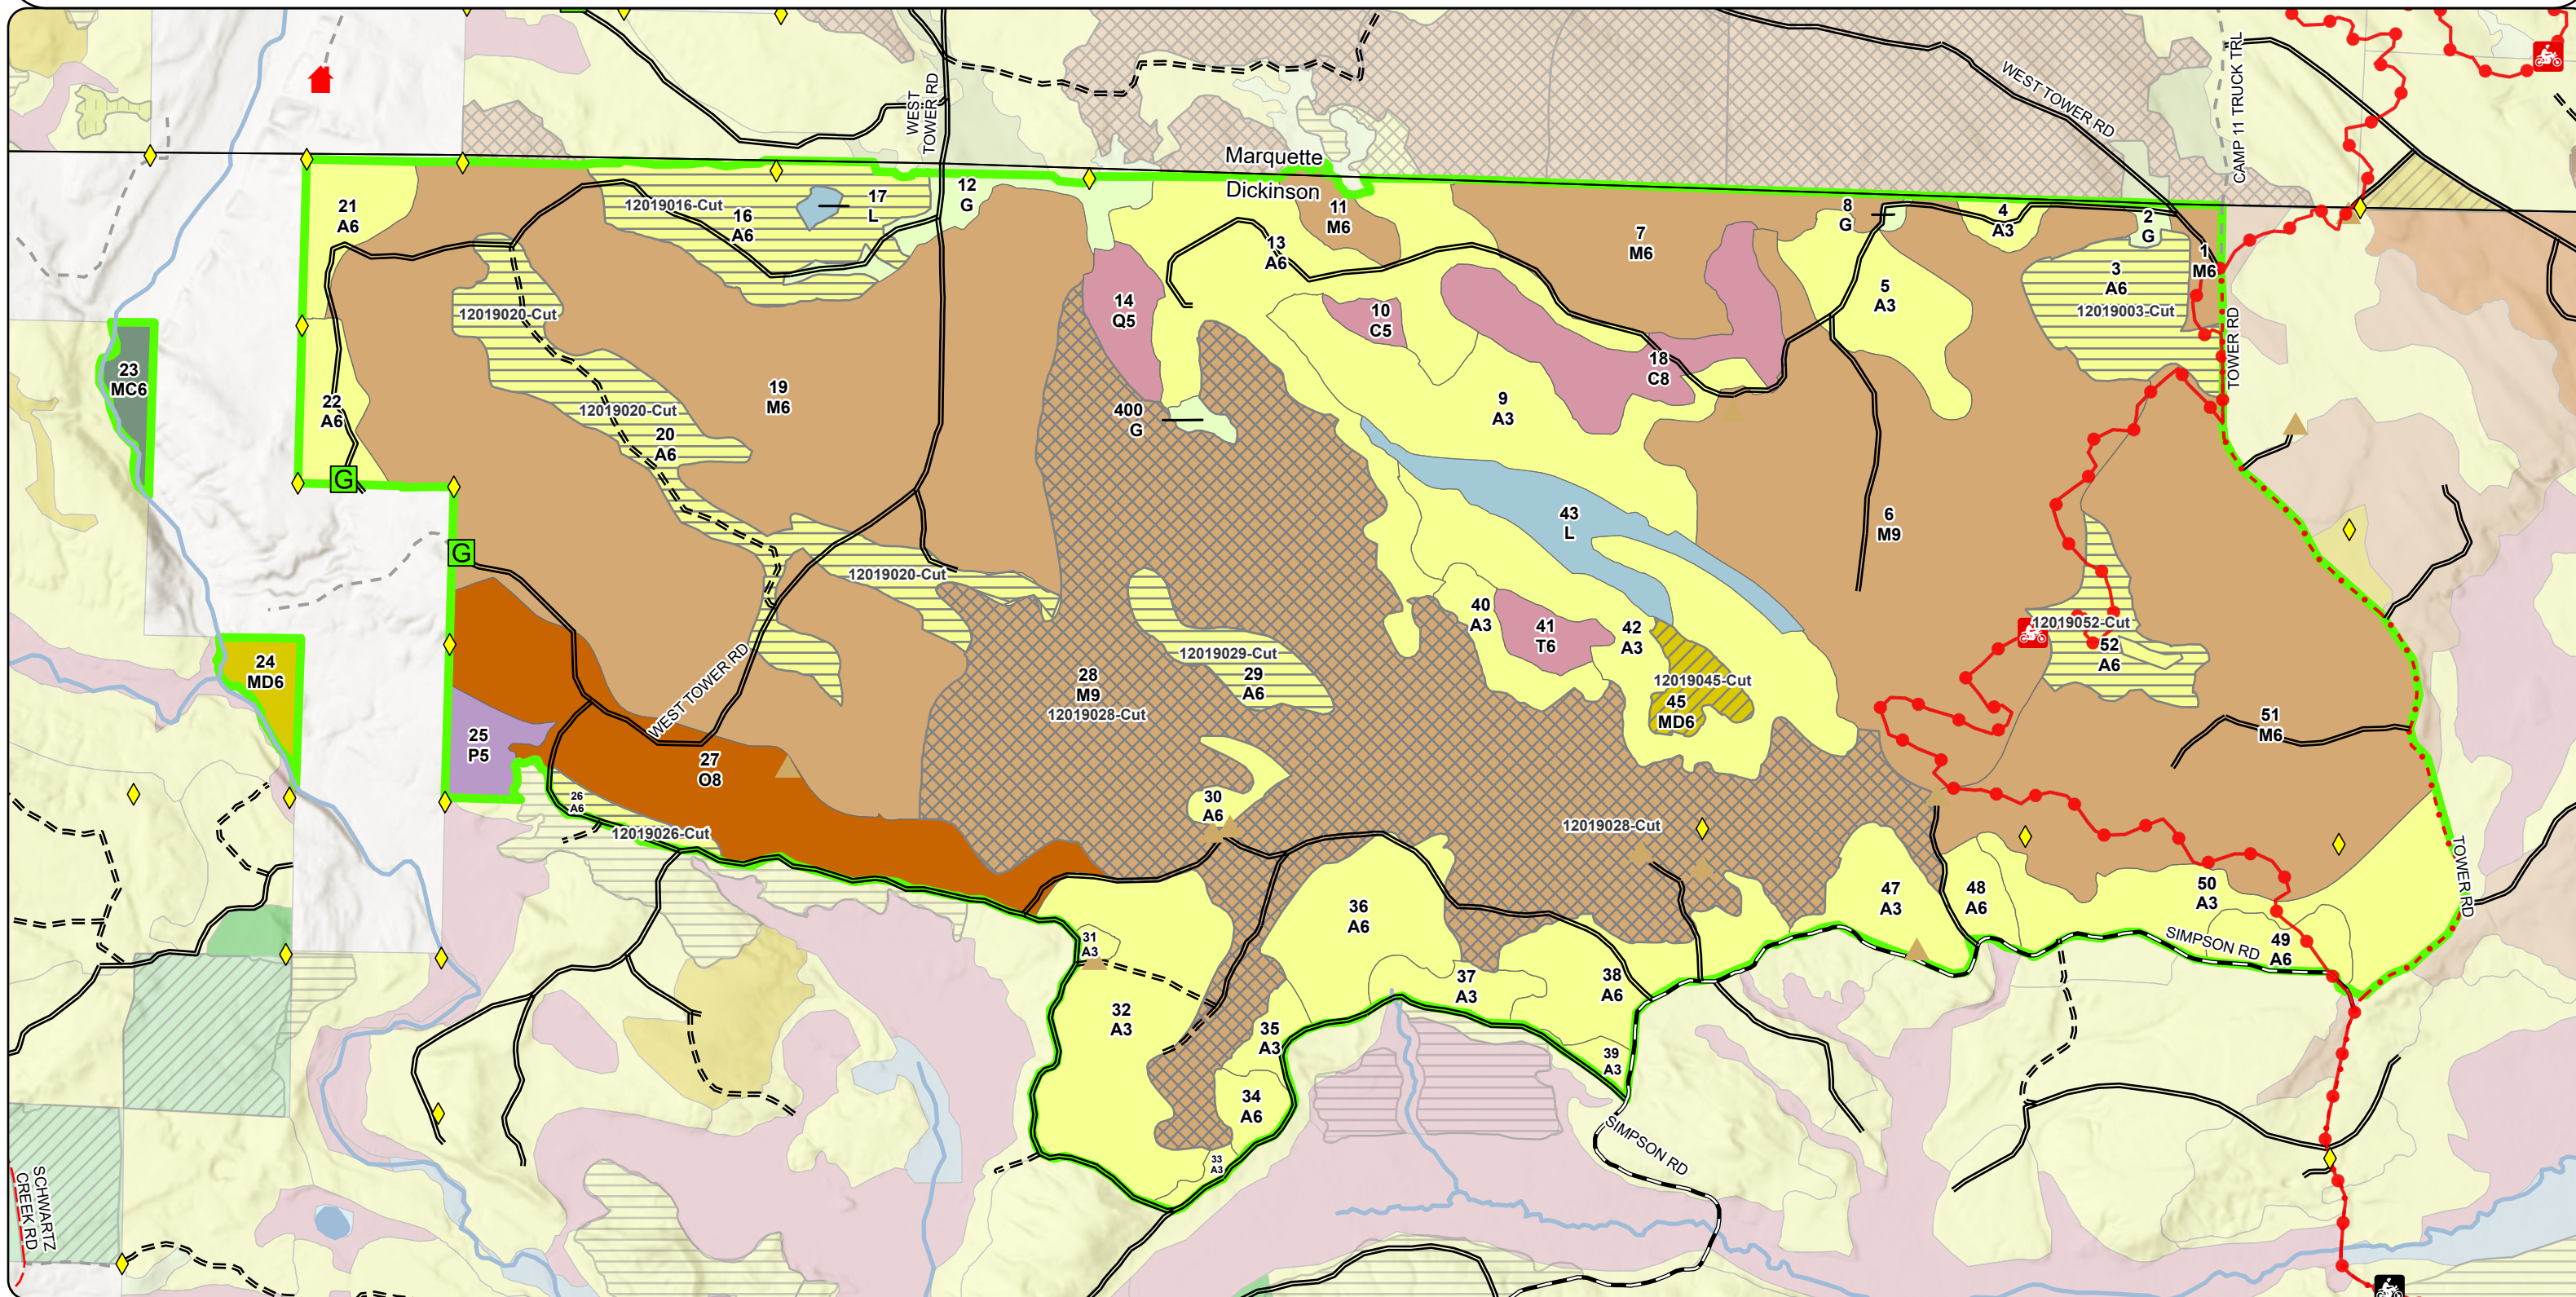 WEST
TOWER RD
WEST TOWER RD
CAMP 11 TRUCK TRL
Marquette
Dickinson
21
A6
12019016-Cut
16
A6
17
L
12
G
11
M6
13
A6
7
M6
8
G
4
A3
2
G
1
M6
3
A6
12019003-Cut
5
A3
TOWER RD
12019020-Cut
14
Q5
10
C5
18
C8
23
MC6
22
A6
19
M6
12019020-Cut
20
A6
400
G
9
A3
G
43
L
6
M9
G
12019020-Cut
40
A3
41
T6
42
A3
12019052-Cut
52
A6
24
MD6
12019029-Cut
29
A6
28
M9
12019028-Cut
12019045-Cut
45
MD6
WEST TOWER RD
51
M6
25
P5
27
O8
26
A6
30
A6
12019026-Cut
12019028-Cut
TOWER RD
47
A3
48
A6
50
A3
36
A6
31
A3
SIMPSON RD
49
A6
37
A3
38
A6
32
A3
35
A3
39
A3
34
A6
33
A3
SIMPSON RD
SCHWARTZ
CREEK RD